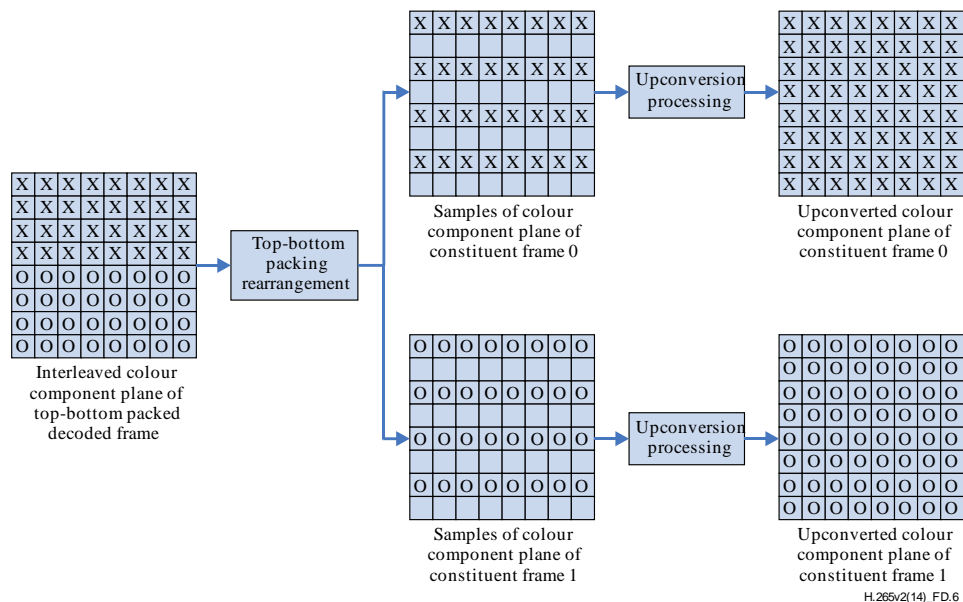 X X X X X X X X
X X X X X X X X
X X X X X X X X
X X X X X X X X
O O O O O O O O
O O O O O O O O
O O O O O O O O
O O O O O O O O
Interleaved colour
component plane of
top-bottom packed
decoded frame
Top-bottom
packing
rearrangement
X X X X X X X X
X X X X X X X X
X X X X X X X X
X X X X X X X X
Samples of colour
component plane of
constituent frame 0
Upconversion
processing
X X X X X X X X
X X X X X X X X
X X X X X X X X
X X X X X X X X
X X X X X X X X
X X X X X X X X
X X X X X X X X
X X X X X X X X
Upconverted colour
component plane of
constituent frame 0
O O O O O O O O
O O O O O O O O
O O O O O O O O
O O O O O O O O
Samples of colour
component plane of
constituent frame 1
Upconversion
processing
O O O O O O O O
O O O O O O O O
O O O O O O O O
O O O O O O O O
O O O O O O O O
O O O O O O O O
O O O O O O O O
O O O O O O O O
Upconverted colour
component plane of
constituent frame 1
H.265v2(14)_FD.6